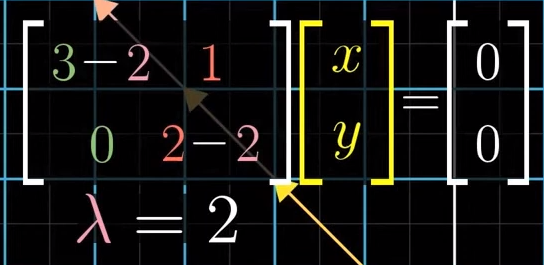 [3−2 1] [x] = [0]
[0 2−2] [y] [0]
λ = 2